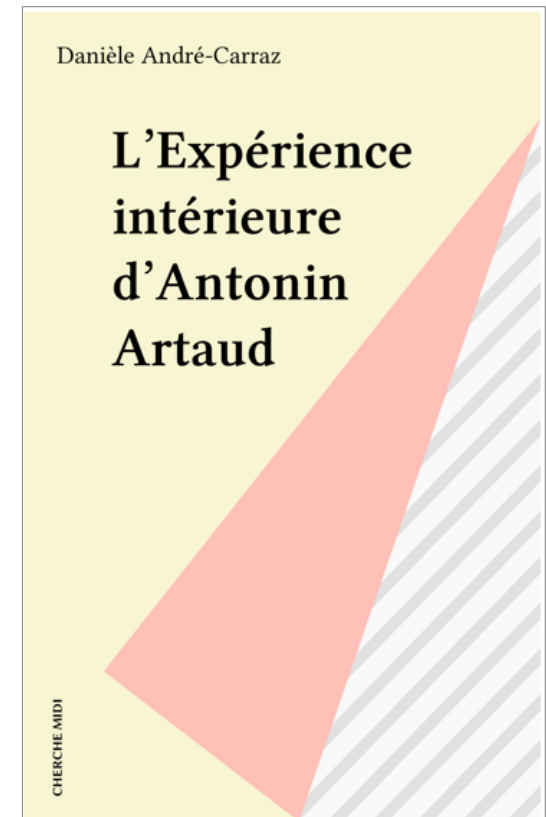 Danièle André-Carraz
L’Expérience
intérieure
d’Antonin
Artaud
CHERCHE MIDI